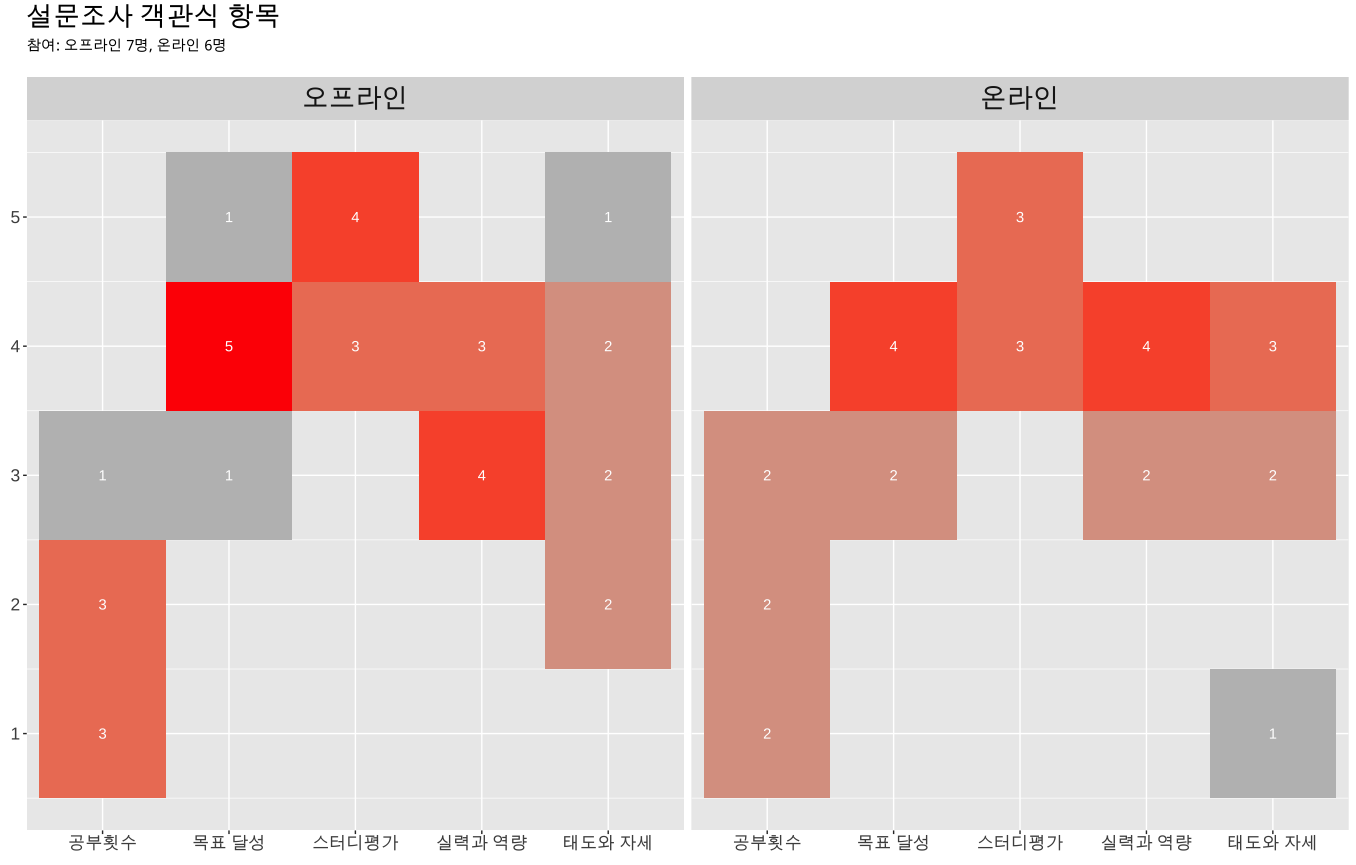 설문조사 객관식 항목
참여: 오프라인 7명, 온라인 6명
오프라인 온라인
5 1 4 1 3
4 5 3 3 2 4 3 4 3
3 1 1 4 2 2 2 2 2
2 3 2 2
1 3 2 1
공부횟수 목표 달성 스터디평가 실력과 역량 태도와 자세 공부횟수 목표 달성 스터디평가 실력과 역량 태도와 자세